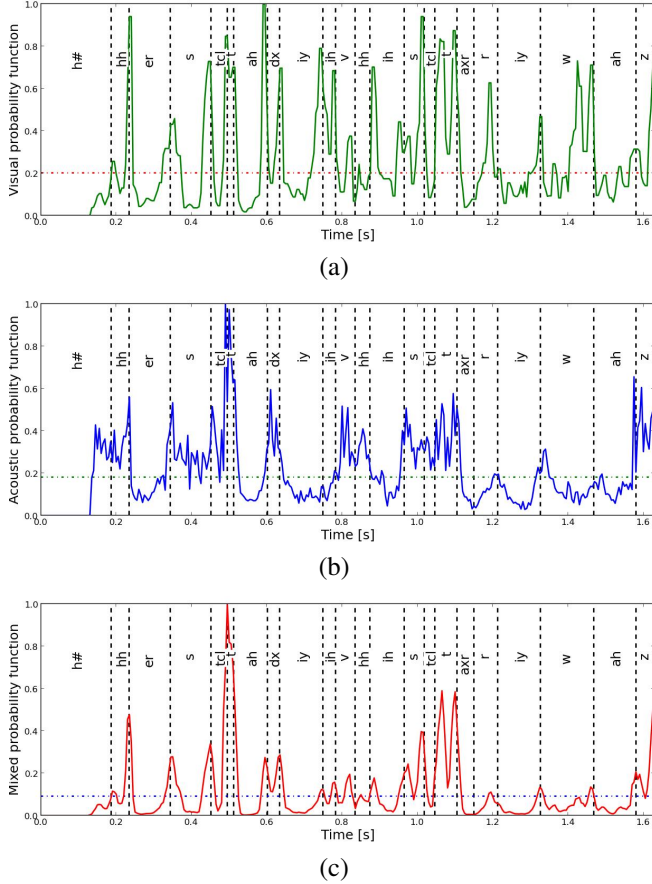 1.0
0.8
0.6
0.4
0.2
0.0
Visual probability function
h# hh er s tcl t ah dx iy ih v hh ih s tcl t axr r iy w ah z
0.0 0.2 0.4 0.6 0.8 1.0 1.2 1.4 1.6
Time [s]
(a)
1.0
0.8
0.6
0.4
0.2
0.0
Acoustic probability function
h# hh er s tcl t ah dx iy ih v hh ih s tcl t axr r iy w ah z
0.0 0.2 0.4 0.6 0.8 1.0 1.2 1.4 1.6
Time [s]
(b)
1.0
0.8
0.6
0.4
0.2
0.0
Mixed probability function
h# hh er s tcl t ah dx iy ih v hh ih s tcl t axr r iy w ah z
0.0 0.2 0.4 0.6 0.8 1.0 1.2 1.4 1.6
Time [s]
(c)